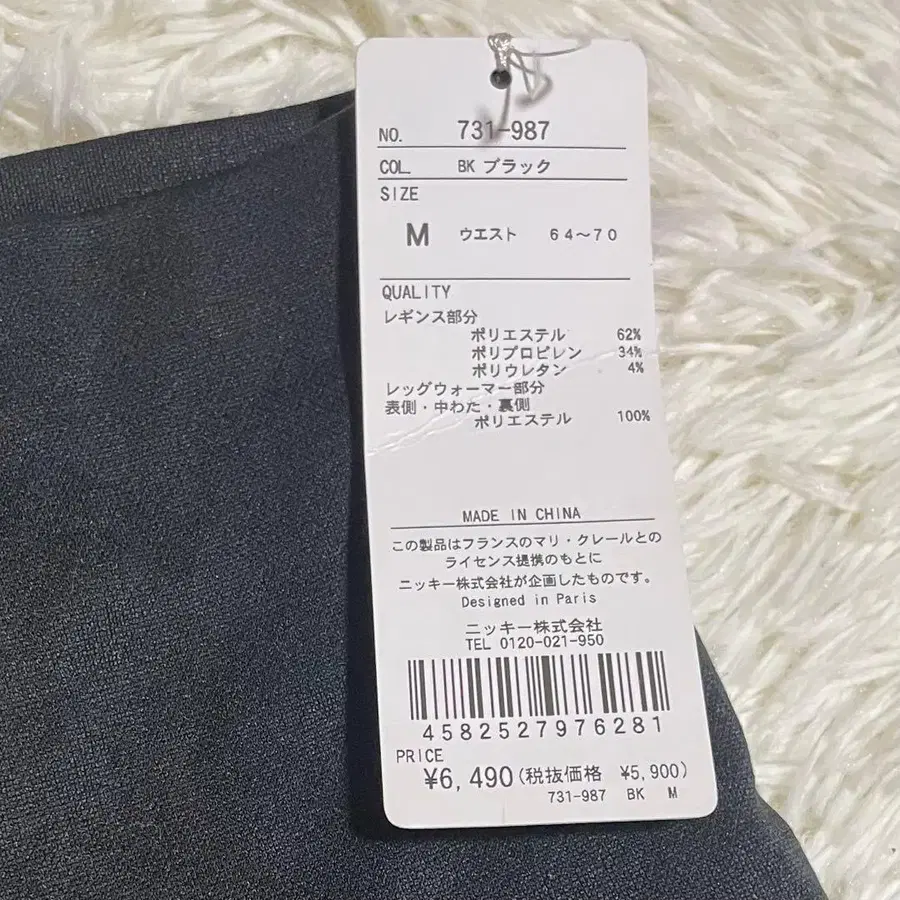 NO. 731-987
COL. BK ブラック
SIZE
M ウエスト 64～70
QUALITY
レギンス部分
ポリエステル 62%
ポリプロピレン 34%
ポリウレタン 4%
レッグウォーマー部分
表側・中わた・裏側
ポリエステル 100%
MADE IN CHINA
この製品はフランスのマリ・クレールとの
ライセンス提携のもとに
ニッキー株式会社が企画したものです。
Designed in Paris
ニッキー株式会社
TEL 0120-021-950
4582527976281
PRICE
¥6,490(税抜価格 ¥5,900)
731-987 BK M